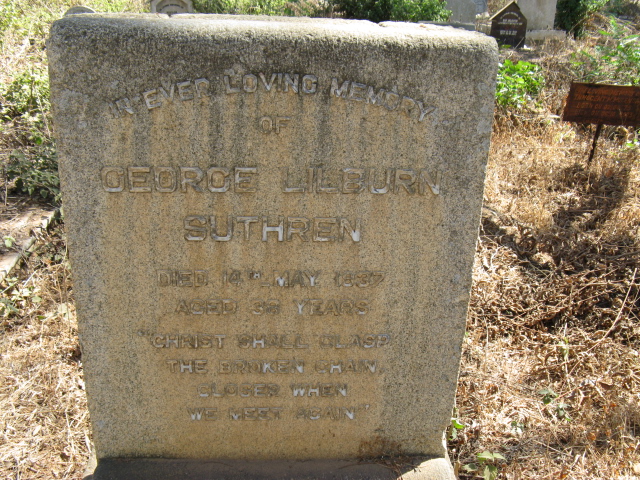 IN EVER LOVING MEMORY
OF
GEORGE LILBURN
SUTHREN
DIED 14TH MAY 1937
AGED YEARS
"CHRIST SHALL CLASP
THE BROKEN CHAIN,
CLOSER WHEN
WE MEET AGAIN"